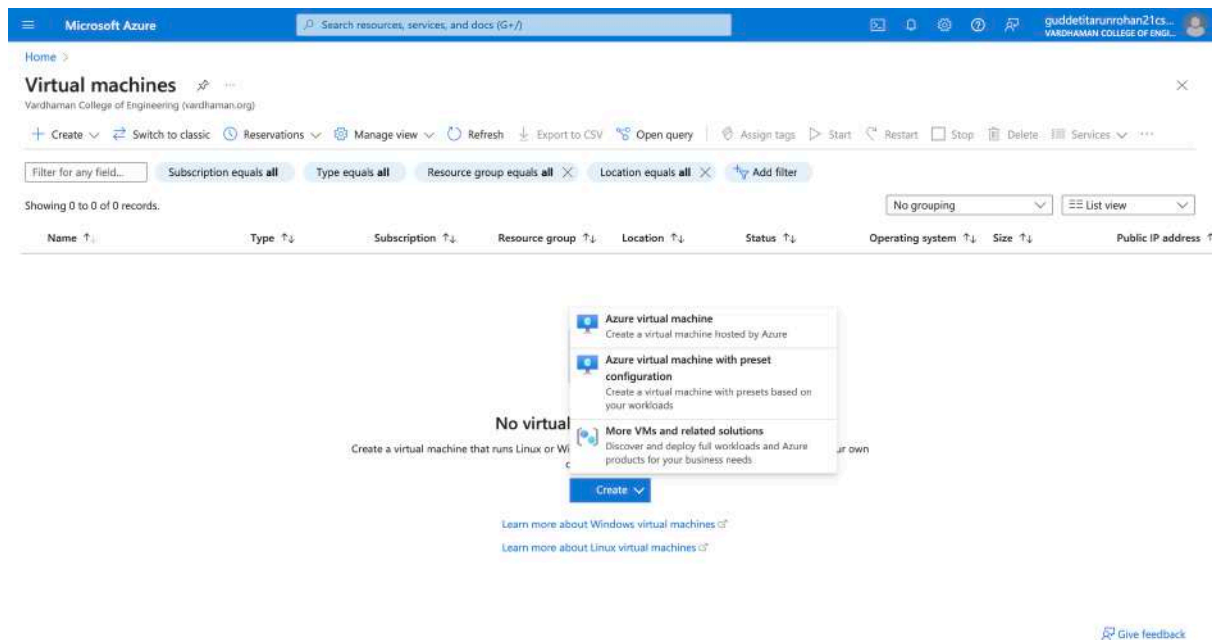 Microsoft Azure
Search resources, services, and docs (G+/)
guddetitarunrohan21cs...
VARDHAMAN COLLEGE OF ENGI...
Home >
Virtual machines
Vardhaman College of Engineering (vardhaman.org)
+ Create Switch to classic Reservations Manage view Refresh Export to CSV Open query Assign tags Start Restart Stop Delete Services ...
Filter for any field... Subscription equals all Type equals all Resource group equals all Location equals all Add filter
Showing 0 to 0 of 0 records.
No grouping List view
Name Type Subscription Resource group Location Status Operating system Size Public IP address
Azure virtual machine
Create a virtual machine hosted by Azure
Azure virtual machine with preset
configuration
Create a virtual machine with presets based on
your workloads
More VMs and related solutions
Discover and deploy full workloads and Azure
products for your business needs
No virtual
Create a virtual machine that runs Linux or Wi
own
Create
Learn more about Windows virtual machines
Learn more about Linux virtual machines
Give feedback